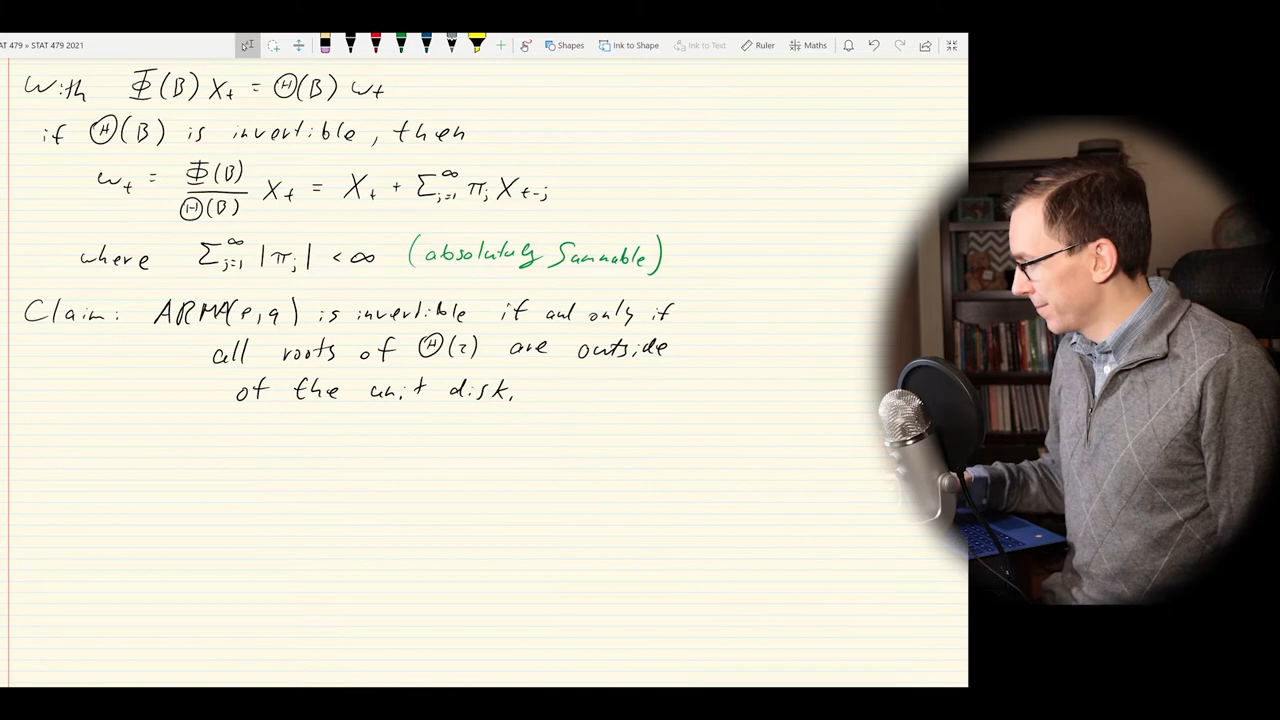 AT 479 » STAT 479 2021
Shapes
Ink to Shape
Ink to Text
Ruler
Maths
With Φ(B) X_t = Θ(B) w_t
if Θ(B) is invertible, then
w_t = Φ(B)/Θ(B) X_t = X_t + Σ_{j=1}^∞ π_j X_{t-j}
where Σ_{j=1}^∞ |π_j| < ∞ (absolutely Summable)
Claim: ARMA(p,q) is invertible if and only if
all roots of Θ(z) are outside
of the unit disk.